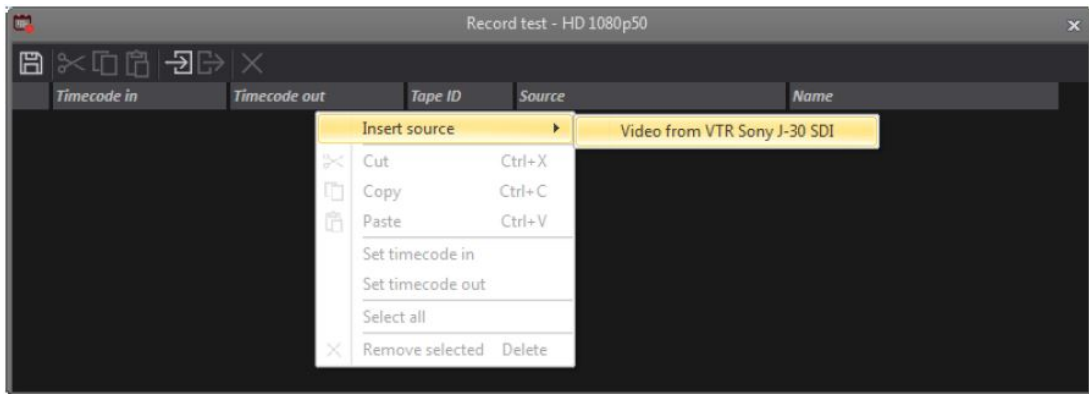 Record test - HD 1080p50
Timecode in Timecode out Tape ID Source Name
Insert source Video from VTR Sony J-30 SDI
Cut Ctrl+X
Copy Ctrl+C
Paste Ctrl+V
Set timecode in
Set timecode out
Select all
Remove selected Delete